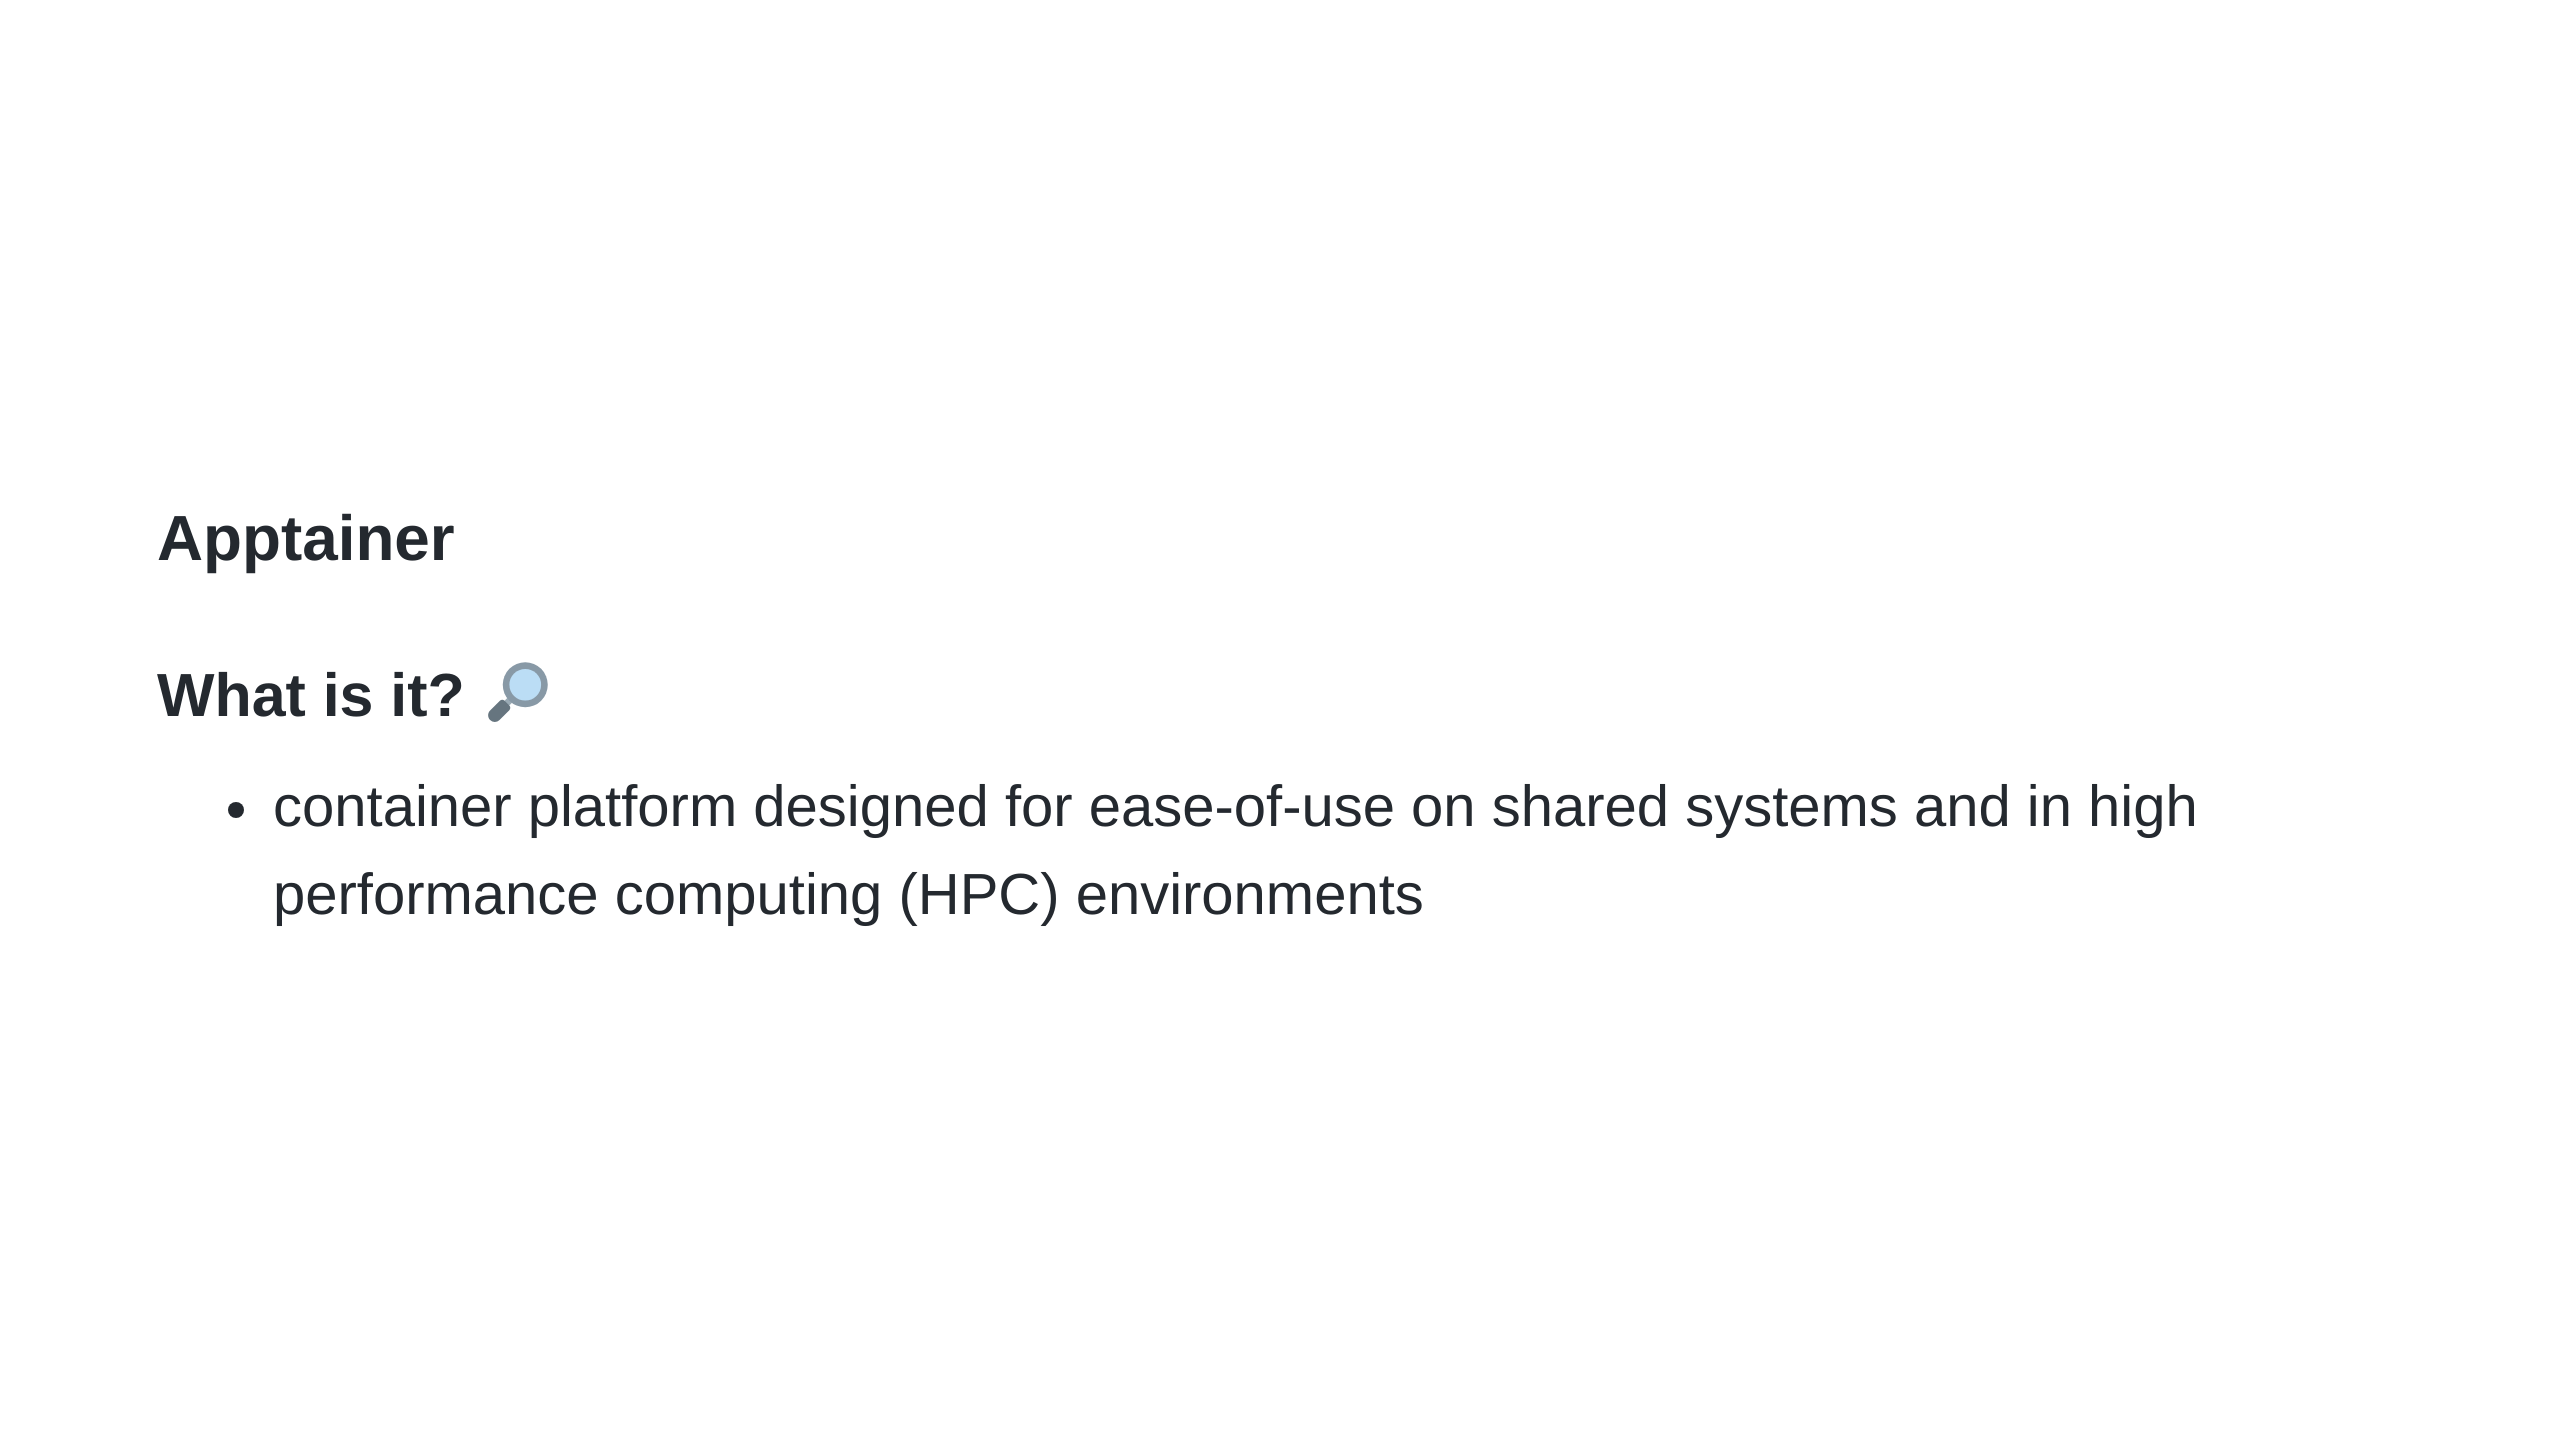 Apptainer
What is it? 🔎
• container platform designed for ease-of-use on shared systems and in high
performance computing (HPC) environments